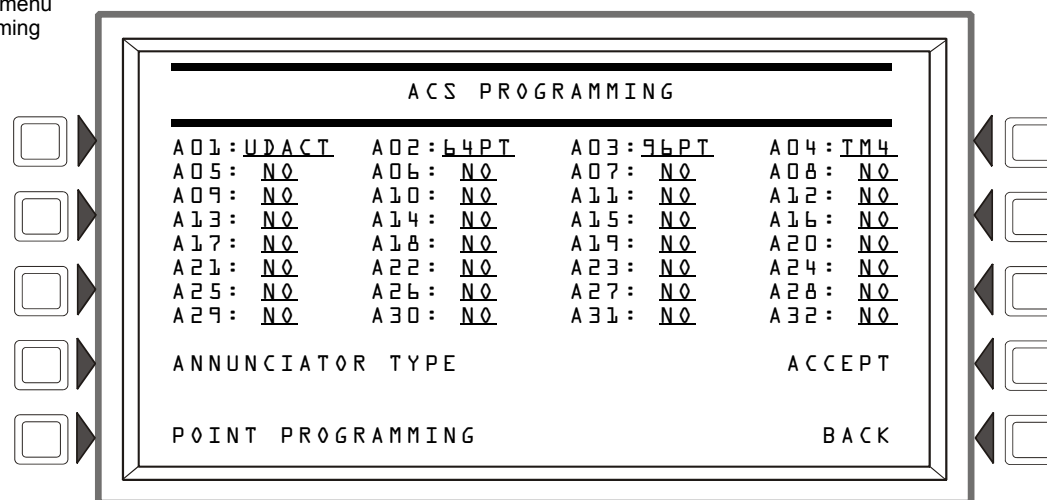 menu
ming
ACS PROGRAMMING
A01:UDACT A02:64PT A03:96PT A04:TM4
A05: NO A06: NO A07: NO A08: NO
A09: NO A10: NO A11: NO A12: NO
A13: NO A14: NO A15: NO A16: NO
A17: NO A18: NO A19: NO A20: NO
A21: NO A22: NO A23: NO A24: NO
A25: NO A26: NO A27: NO A28: NO
A29: NO A30: NO A31: NO A32: NO
ANNUNCIATOR TYPE ACCEPT
POINT PROGRAMMING BACK